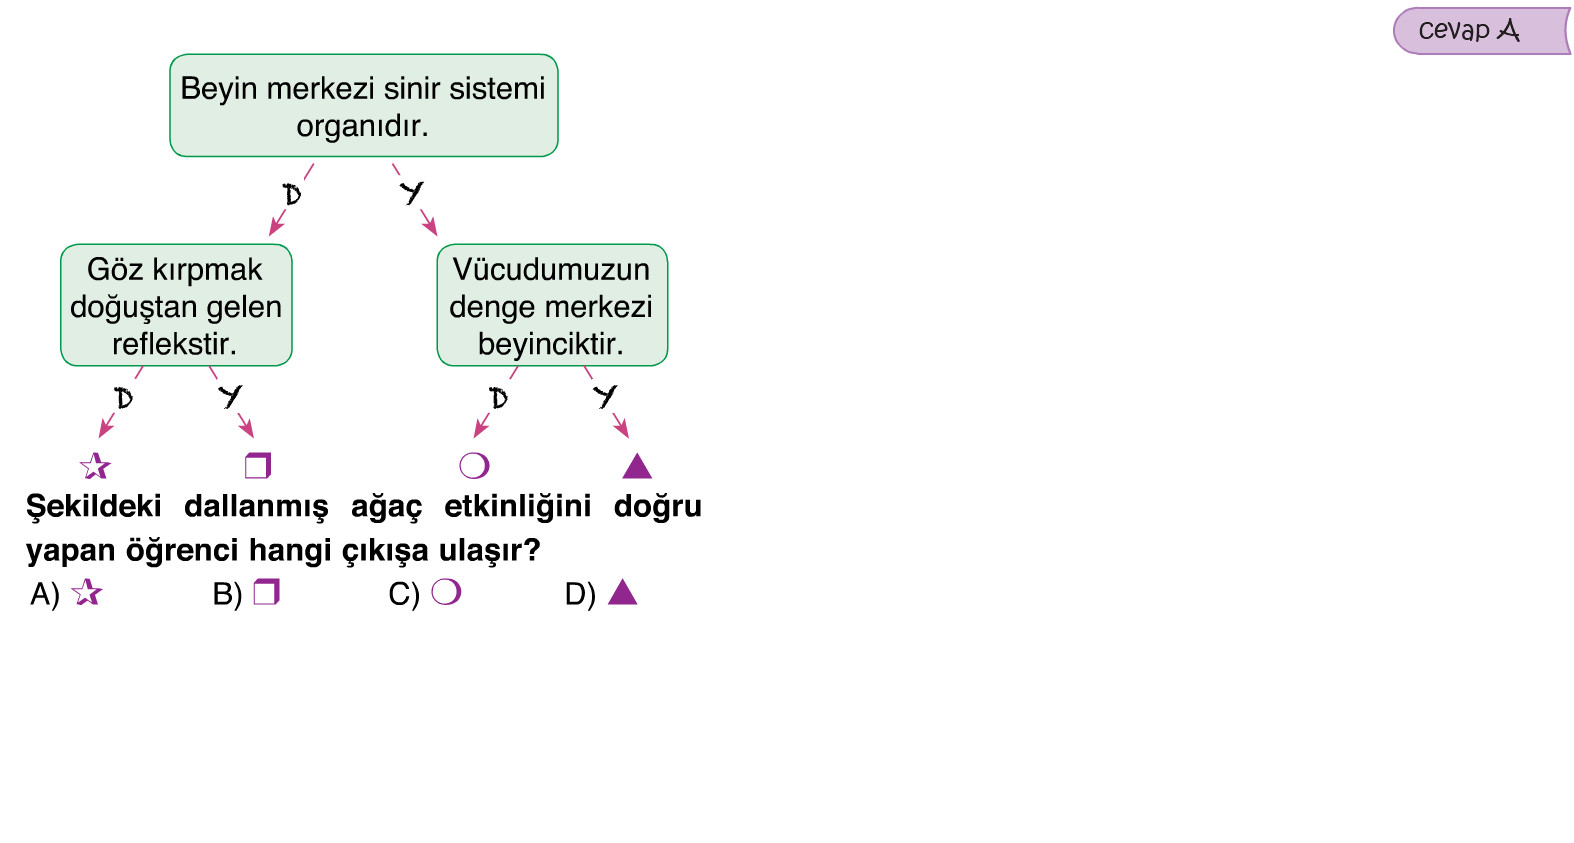 Cevap A
Beyin merkezi sinir sistemi
organıdır.
D
Y
Göz kırpmak
doğuştan gelen
reflekstir.
Vücudumuzun
denge merkezi
beyinciktir.
D
Y
D
Y
Şekildeki dallanmış ağaç etkinliğini doğru
yapan öğrenci hangi çıkışa ulaşır?
A) ✰ B) ❒ C) ❍ D) ▲